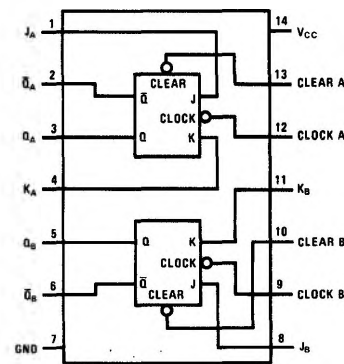 J_A 1
14 V_CC
CLEAR
Q̄_A 2
13 CLEAR A
Q̄ J
CLOCK
Q_A 3
12 CLOCK A
Q K
K_A 4
11 K_B
Q_B 5
10 CLEAR B
Q K
CLOCK
Q̄ J
Q̄_B 6
9 CLOCK B
CLEAR
GND 7
8 J_B